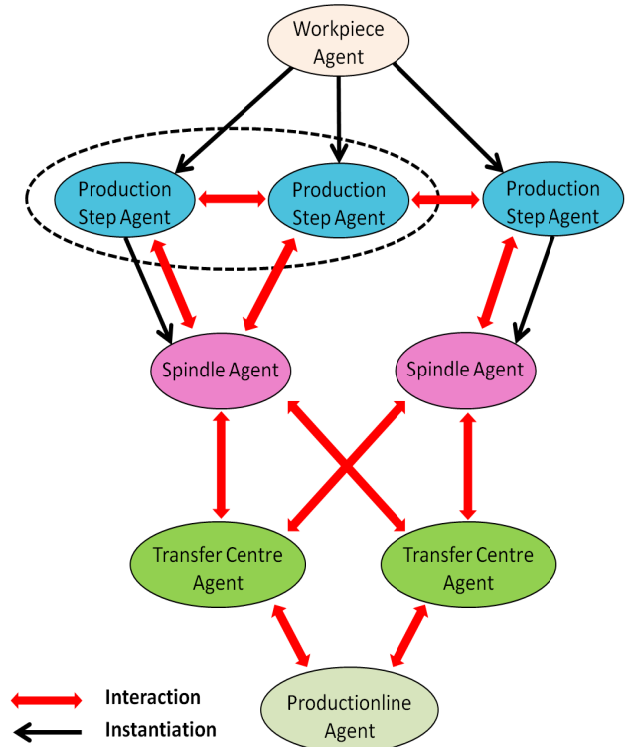 Workpiece
Agent
Production
Step Agent
Production
Step Agent
Production
Step Agent
Spindle Agent
Spindle Agent
Transfer Centre
Agent
Transfer Centre
Agent
Productionline
Agent
Interaction
Instantiation